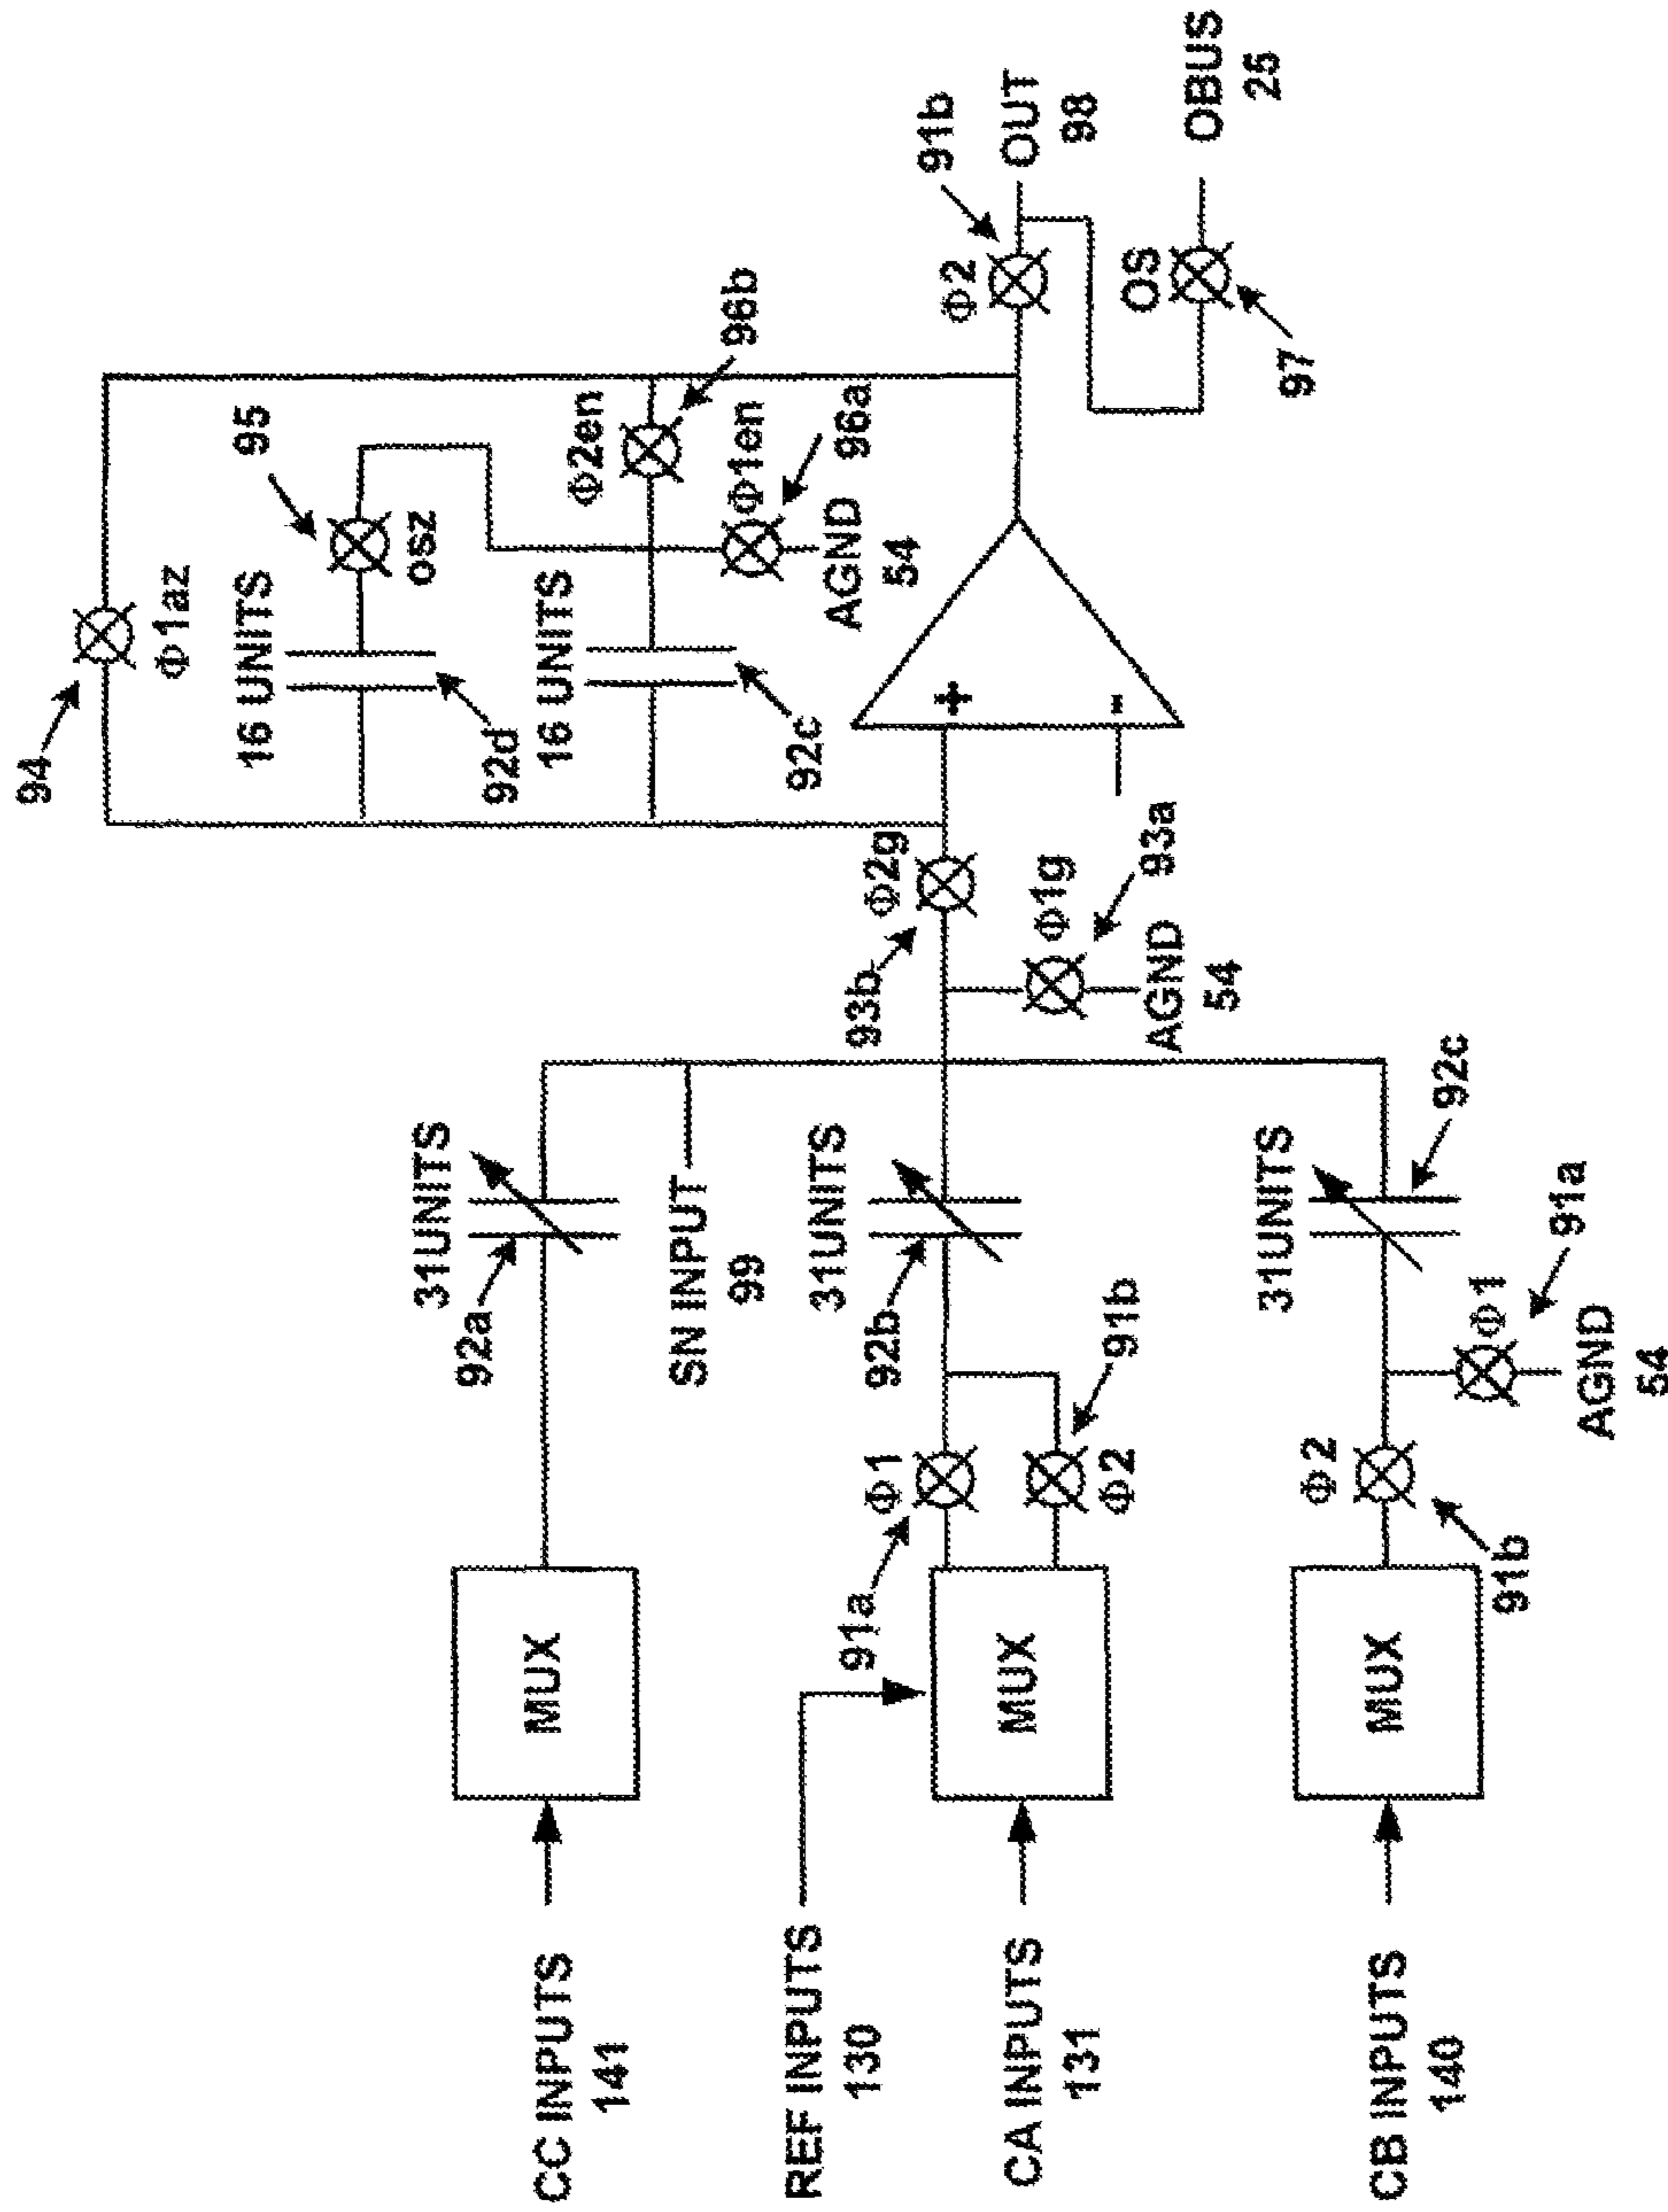 94
Φ1az
95
16 UNITS
osz
92d
16 UNITS
92c
Φ2en
96b
Φ1en
96a
AGND
54
Φ2
91b
OUT
98
OS
97
OBUS
25
+
-
Φ2g
93b
Φ1g
93a
AGND
54
CC INPUTS
141
MUX
31UNITS
92a
SN INPUT
99
REF INPUTS
130
CA INPUTS
131
MUX
91a
Φ1
Φ2
91b
31UNITS
92b
CB INPUTS
140
MUX
Φ2
91b
Φ1
91a
AGND
54
31UNITS
92c